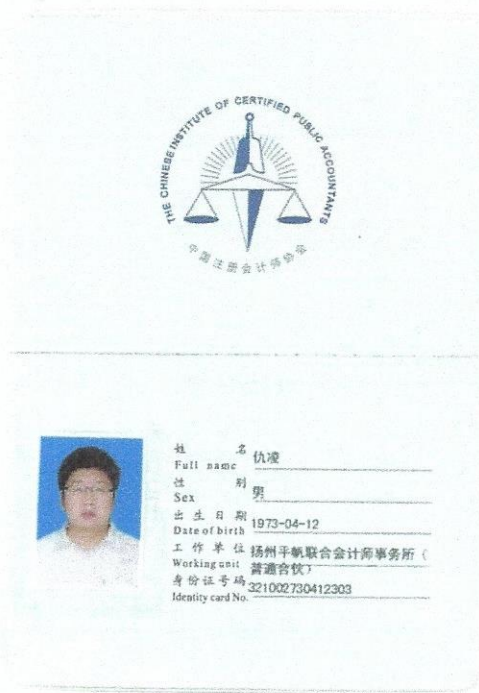 THE CHINESE INSTITUTE OF CERTIFIED PUBLIC ACCOUNTANTS
中国注册会计师协会
姓 名 仇凌
Full name
性 别 男
Sex
出生日期 1973-04-12
Date of birth
工作单位 扬州平帆联合会计师事务所（
Working unit 普通合伙）
身份证号码 321002730412303
Identity card No.